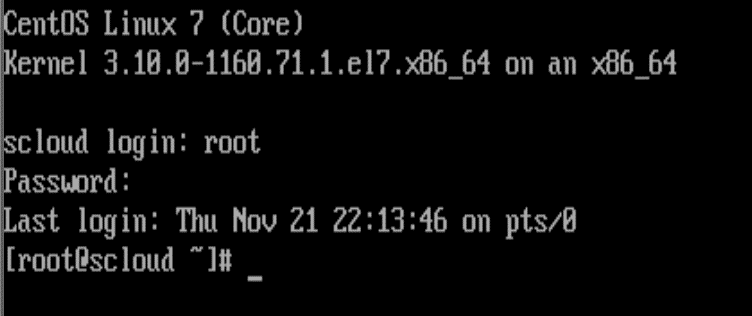 CentOS Linux 7 (Core)
Kernel 3.10.0-1160.71.1.el7.x86_64 on an x86_64
scloud login: root
Password:
Last login: Thu Nov 21 22:13:46 on pts/0
[root@scloud ~]# _